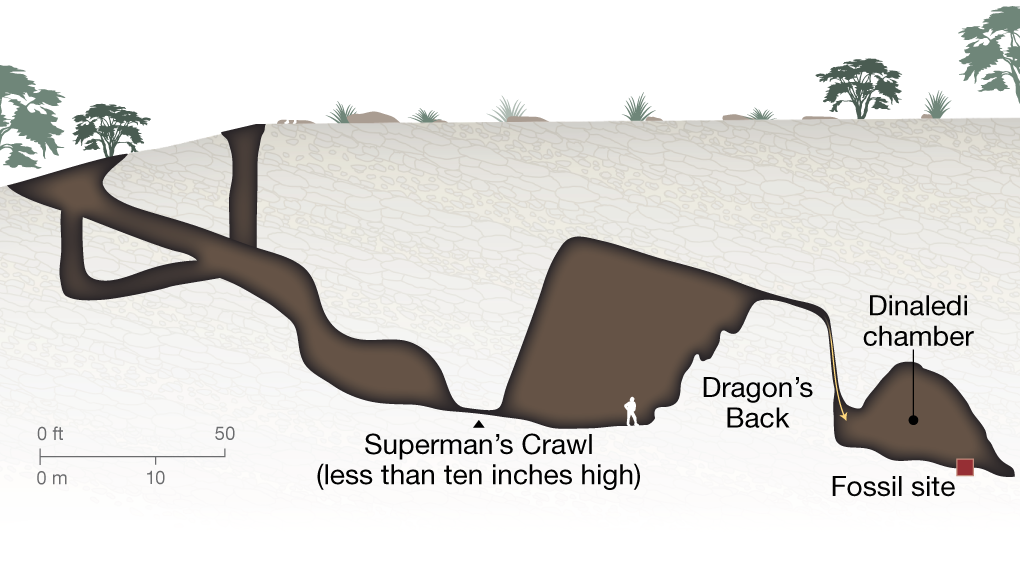 Dinaledi
chamber
Dragon's
Back
0 ft 50
0 m 10
Superman's Crawl
(less than ten inches high)
Fossil site